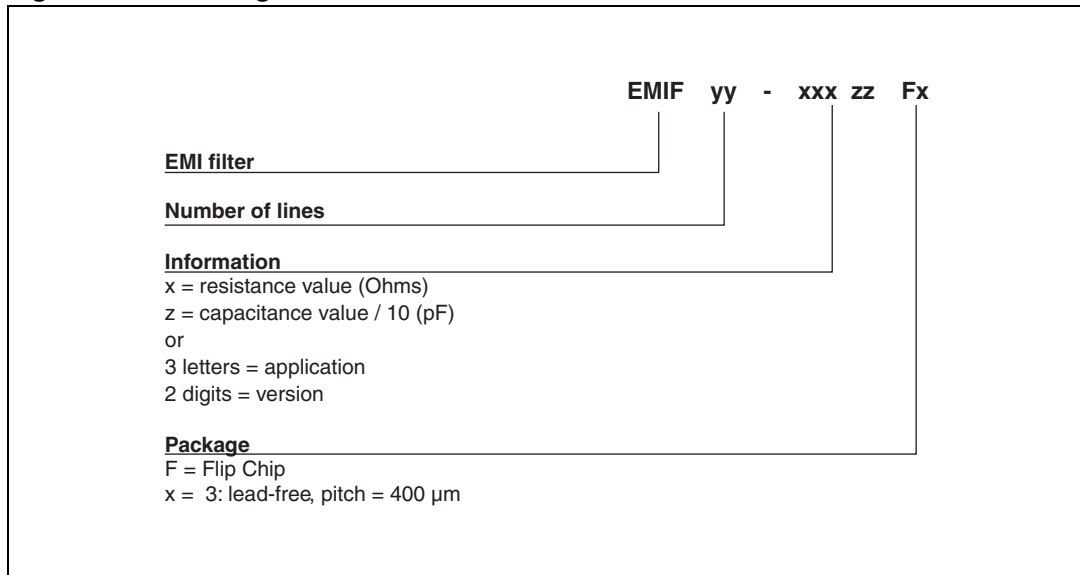 EMIF yy - xxx zz Fx
EMI filter
Number of lines
Information
x = resistance value (Ohms)
z = capacitance value / 10 (pF)
or
3 letters = application
2 digits = version
Package
F = Flip Chip
x = 3: lead-free, pitch = 400 µm